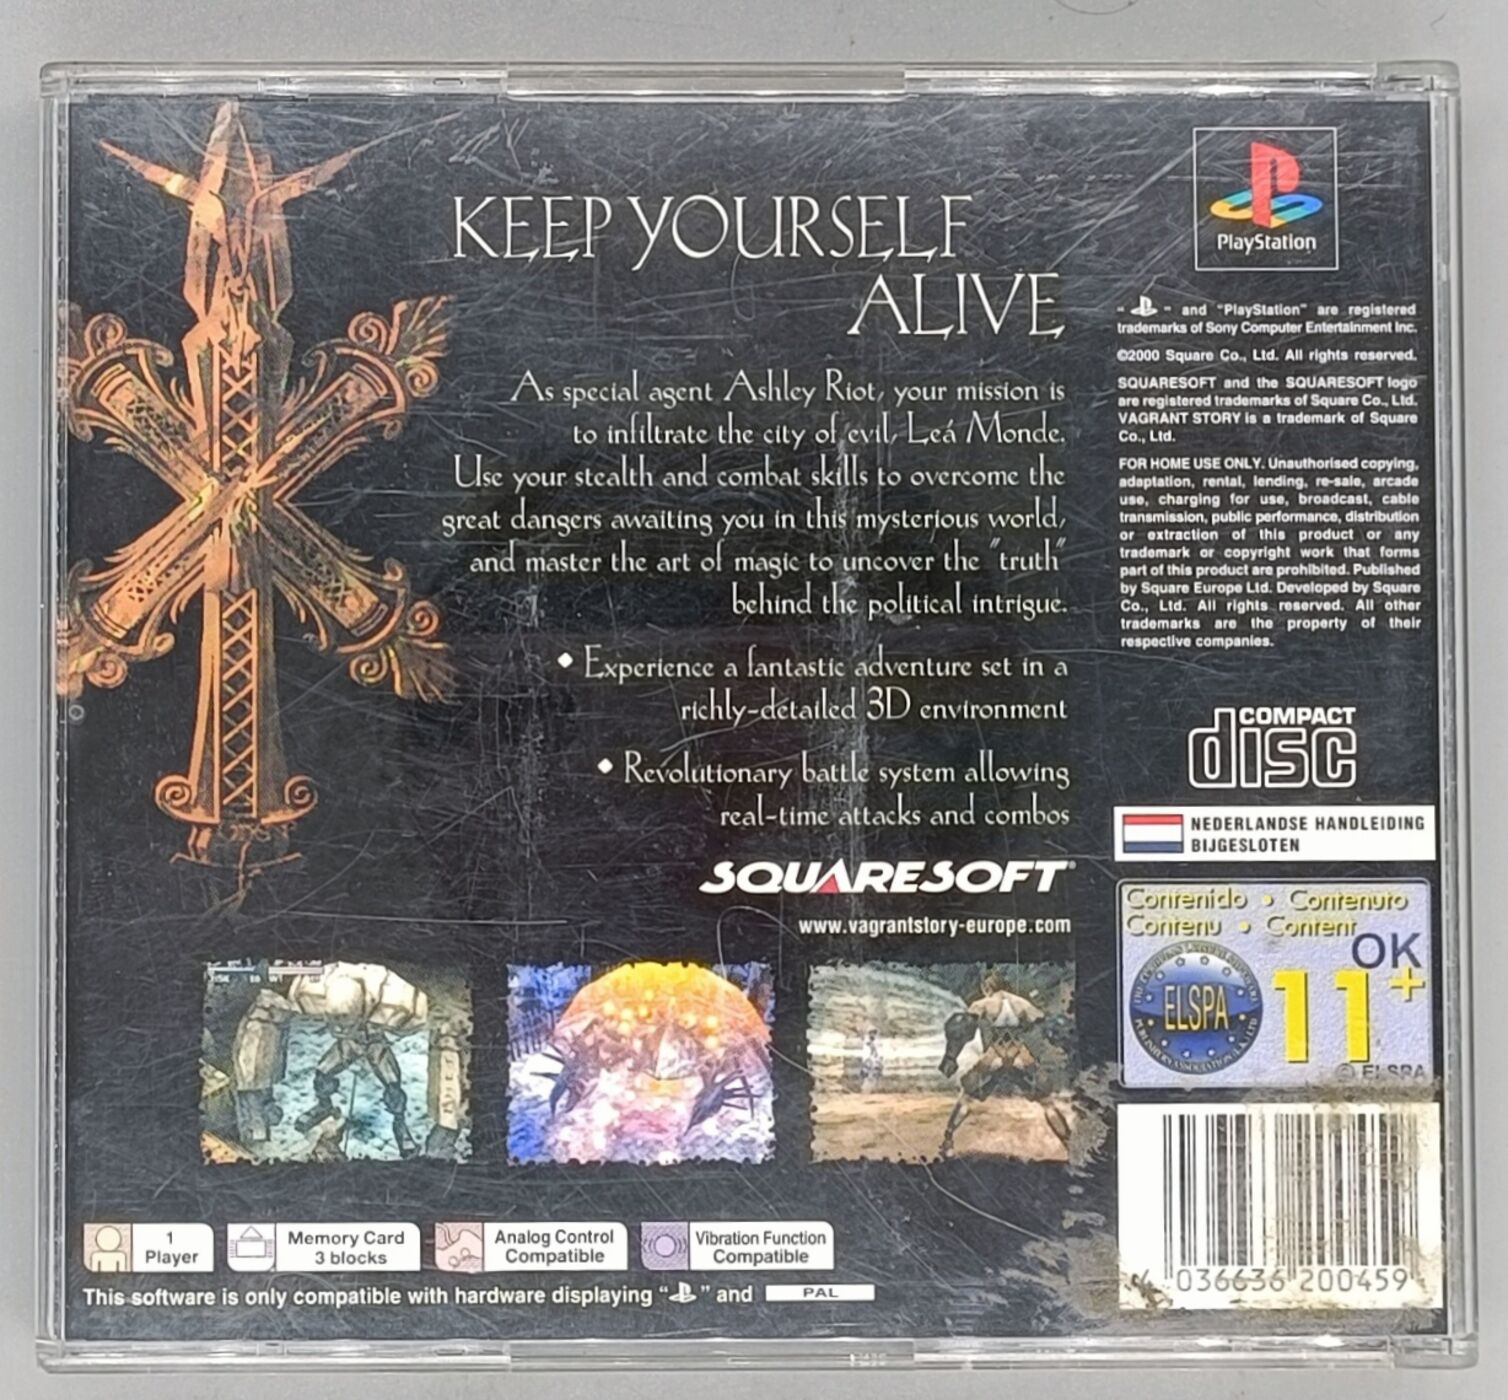 KEEP YOURSELF
ALIVE
As special agent Ashley Riot, your mission is
to infiltrate the city of evil, Leá Monde.
Use your stealth and combat skills to overcome the
great dangers awaiting you in this mysterious world,
and master the art of magic to uncover the "truth"
behind the political intrigue.
• Experience a fantastic adventure set in a
richly-detailed 3D environment
• Revolutionary battle system allowing
real-time attacks and combos
SQUARESOFT
www.vagrantstory-europe.com
PlayStation
" " and "PlayStation" are registered
trademarks of Sony Computer Entertainment Inc.
©2000 Square Co., Ltd. All rights reserved.
SQUARESOFT and the SQUARESOFT logo
are registered trademarks of Square Co., Ltd.
VAGRANT STORY is a trademark of Square
Co., Ltd.
FOR HOME USE ONLY. Unauthorised copying,
adaptation, rental, lending, re-sale, arcade
use, charging for use, broadcast, cable
transmission, public performance, distribution
or extraction of this product or any
trademark or copyright work that forms
part of this product are prohibited. Published
by Square Europe Ltd. Developed by Square
Co., Ltd. All rights reserved. All other
trademarks are the property of their
respective companies.
COMPACT
disc
NEDERLANDSE HANDLEIDING
BIJGESLOTEN
Contenido • Contenuto
Contenu • Content
OK
ELSPA
11+
© ELSPA
4 036636 200459
1
Player
Memory Card
3 blocks
Analog Control
Compatible
Vibration Function
Compatible
This software is only compatible with hardware displaying " " and PAL